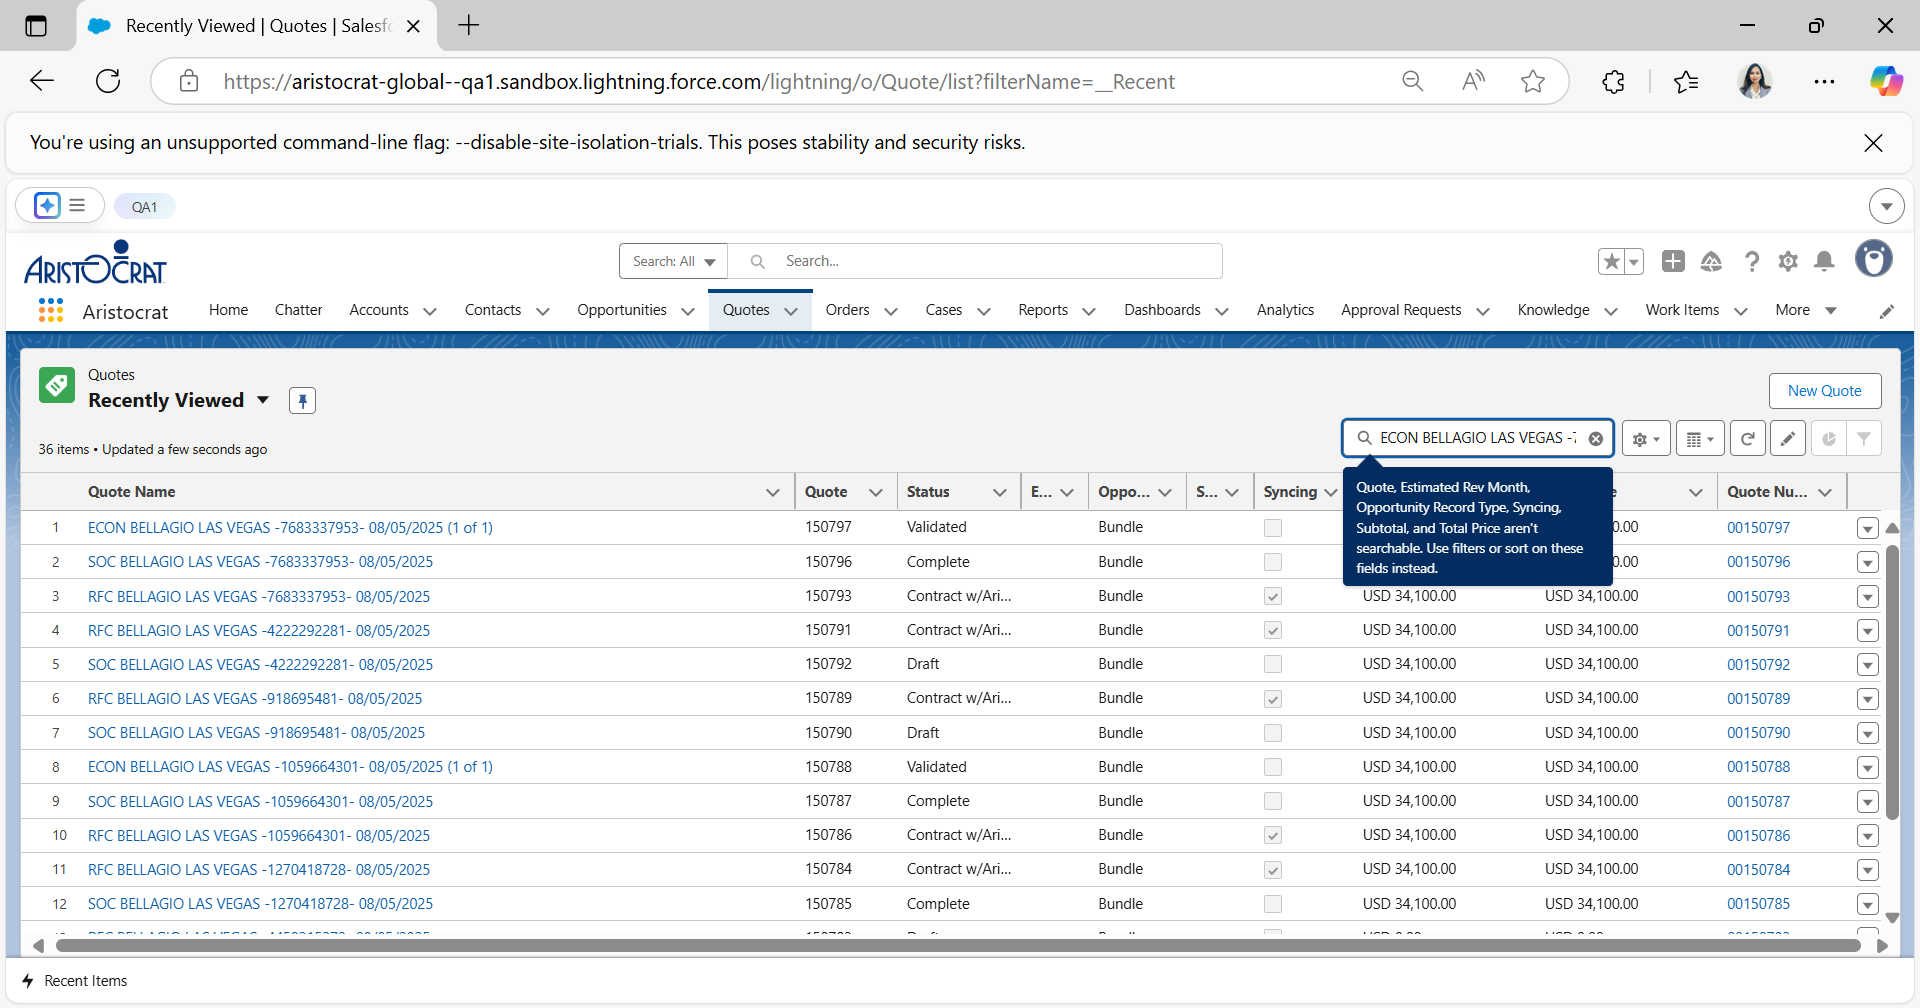 Recently Viewed | Quotes | Salesfo
https://aristocrat-global--qa1.sandbox.lightning.force.com/lightning/o/Quote/list?filterName=__Recent
You're using an unsupported command-line flag: --disable-site-isolation-trials. This poses stability and security risks.
QA1
ARISTOCRAT
Search: All
Search...
Aristocrat
Home Chatter Accounts Contacts Opportunities Quotes Orders Cases Reports Dashboards Analytics Approval Requests Knowledge Work Items More
Quotes
Recently Viewed
New Quote
36 items • Updated a few seconds ago
ECON BELLAGIO LAS VEGAS -7
Quote, Estimated Rev Month,
Opportunity Record Type, Syncing,
Subtotal, and Total Price aren't
searchable. Use filters or sort on these
fields instead.
Quote Name Quote Status E... Oppo... S... Syncing e Quote Nu...
1 ECON BELLAGIO LAS VEGAS -7683337953- 08/05/2025 (1 of 1) 150797 Validated Bundle 0.00 00150797
2 SOC BELLAGIO LAS VEGAS -7683337953- 08/05/2025 150796 Complete Bundle 0.00 00150796
3 RFC BELLAGIO LAS VEGAS -7683337953- 08/05/2025 150793 Contract w/Ari... Bundle USD 34,100.00 USD 34,100.00 00150793
4 RFC BELLAGIO LAS VEGAS -4222292281- 08/05/2025 150791 Contract w/Ari... Bundle USD 34,100.00 USD 34,100.00 00150791
5 SOC BELLAGIO LAS VEGAS -4222292281- 08/05/2025 150792 Draft Bundle USD 34,100.00 USD 34,100.00 00150792
6 RFC BELLAGIO LAS VEGAS -918695481- 08/05/2025 150789 Contract w/Ari... Bundle USD 34,100.00 USD 34,100.00 00150789
7 SOC BELLAGIO LAS VEGAS -918695481- 08/05/2025 150790 Draft Bundle USD 34,100.00 USD 34,100.00 00150790
8 ECON BELLAGIO LAS VEGAS -1059664301- 08/05/2025 (1 of 1) 150788 Validated Bundle USD 34,100.00 USD 34,100.00 00150788
9 SOC BELLAGIO LAS VEGAS -1059664301- 08/05/2025 150787 Complete Bundle USD 34,100.00 USD 34,100.00 00150787
10 RFC BELLAGIO LAS VEGAS -1059664301- 08/05/2025 150786 Contract w/Ari... Bundle USD 34,100.00 USD 34,100.00 00150786
11 RFC BELLAGIO LAS VEGAS -1270418728- 08/05/2025 150784 Contract w/Ari... Bundle USD 34,100.00 USD 34,100.00 00150784
12 SOC BELLAGIO LAS VEGAS -1270418728- 08/05/2025 150785 Complete Bundle USD 34,100.00 USD 34,100.00 00150785
Recent Items